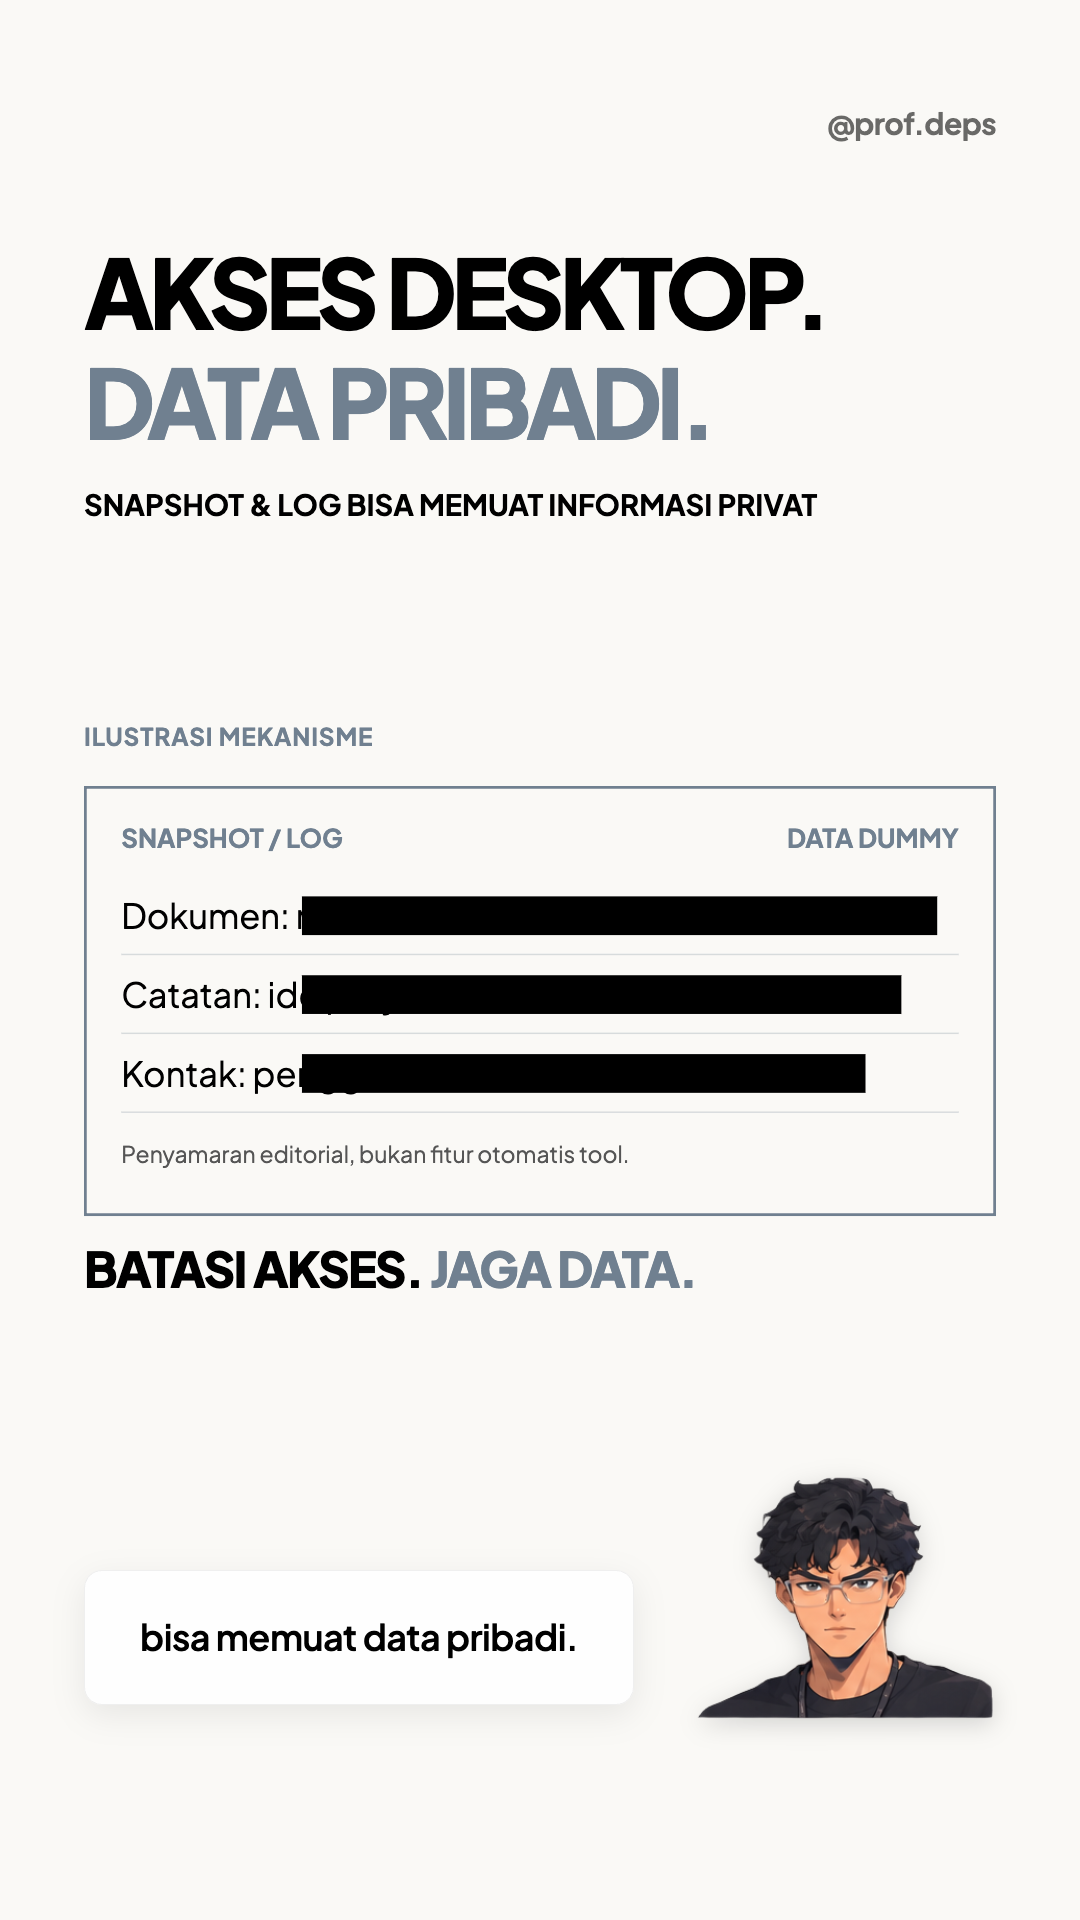 @prof.deps
AKSES DESKTOP.
DATA PRIBADI.
SNAPSHOT & LOG BISA MEMUAT INFORMASI PRIVAT
ILUSTRASI MEKANISME
SNAPSHOT / LOG
DATA DUMMY
Dokumen:
Catatan:
Kontak:
Penyamaran editorial, bukan fitur otomatis tool.
BATASI AKSES. JAGA DATA.
bisa memuat data pribadi.